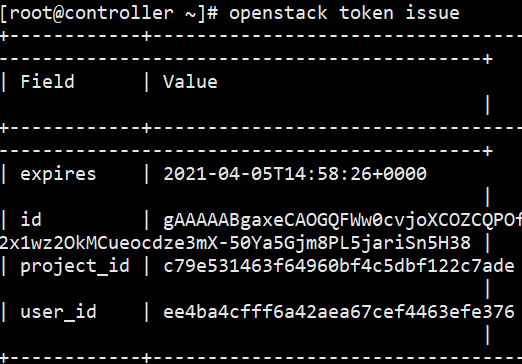 [root@controller ~]# openstack token issue
+------------+--------------------------------
-------------------------------------------+
| Field      | Value
                                           |
+------------+--------------------------------
-------------------------------------------+
| expires    | 2021-04-05T14:58:26+0000
                                           |
| id         | gAAAAABgaxeCAOGQFWw0cvjoXCOZCQPOf
2x1wz2OkMCueocdze3mX-50Ya5Gjm8PL5jariSn5H38 |
| project_id | c79e531463f64960bf4c5dbf122c7ade
                                           |
| user_id    | ee4ba4cfff6a42aea67cef4463efe376
                                           |
+------------+--------------------------------